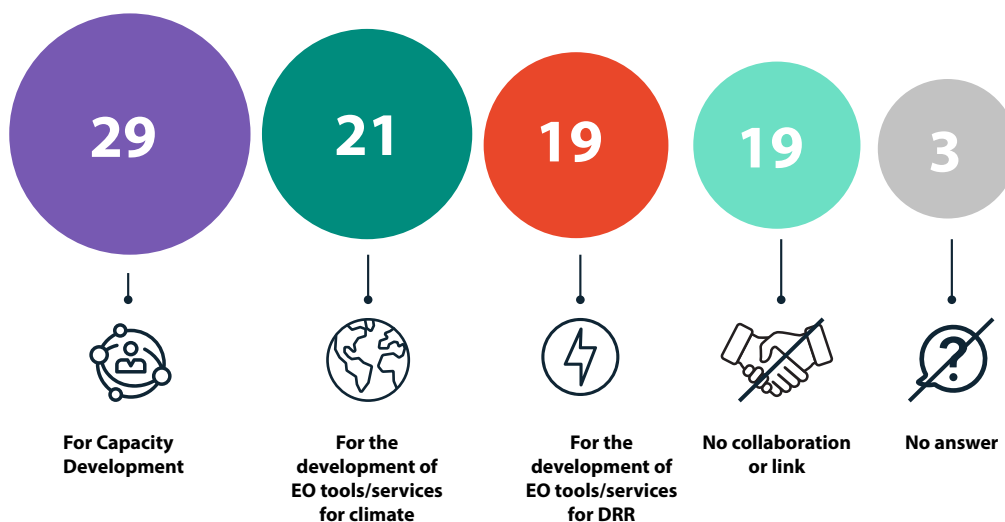 29
21
19
19
3
For Capacity
Development
For the
development of
EO tools/services
for climate
For the
development of
EO tools/services
for DRR
No collaboration
or link
No answer